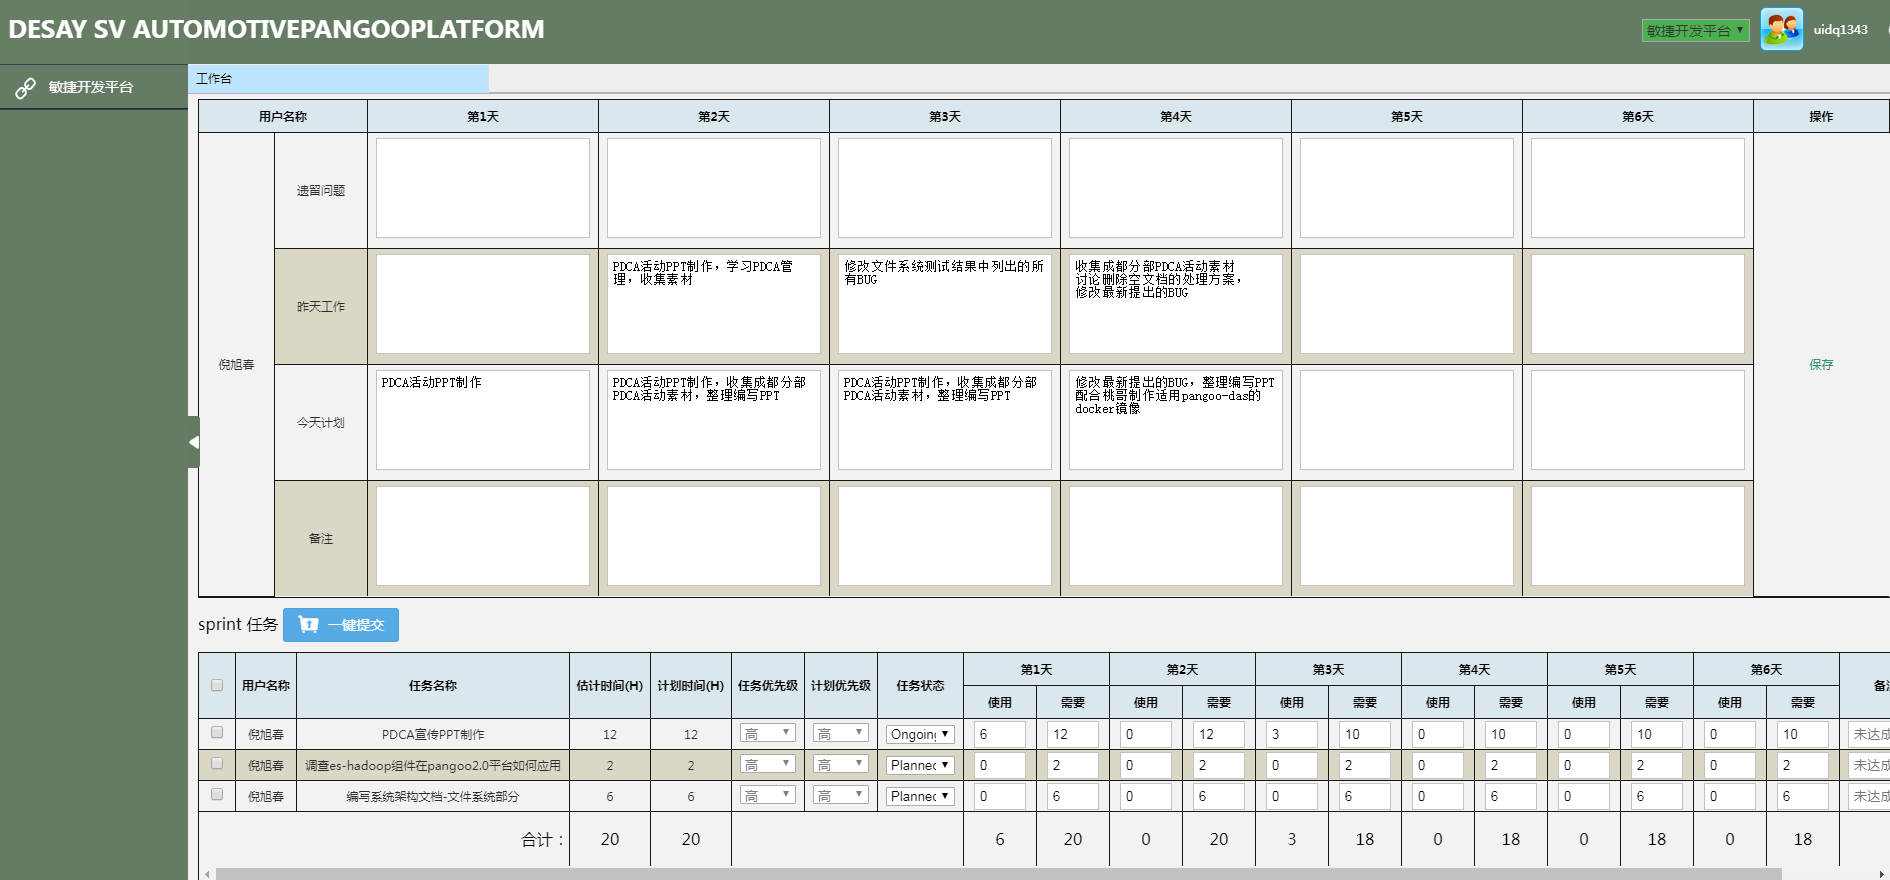 DESAY SV AUTOMOTIVEPANGOOPLATFORM
敏捷开发平台
uidq1343
敏捷开发平台
工作台
用户名称 第1天 第2天 第3天 第4天 第5天 第6天 操作
倪旭春
遗留问题
昨天工作
PDCA活动PPT制作，学习PDCA管
理，收集素材
修改文件系统测试结果中列出的所
有BUG
收集成都分部PDCA活动素材
讨论删除空文档的处理方案，
修改最新提出的BUG
今天计划
PDCA活动PPT制作
PDCA活动PPT制作，收集成都分部
PDCA活动素材，整理编写PPT
PDCA活动PPT制作，收集成都分部
PDCA活动素材，整理编写PPT
修改最新提出的BUG，整理编写PPT
配合桃哥制作适用pangoo-das的
docker镜像
备注
保存
sprint 任务 一键提交
用户名称 任务名称 估计时间(H) 计划时间(H) 任务优先级 计划优先级 任务状态 第1天 第2天 第3天 第4天 第5天 第6天
使用 需要 使用 需要 使用 需要 使用 需要 使用 需要 使用 需要
倪旭春 PDCA宣传PPT制作 12 12 高 高 Ongoing 6 12 0 12 3 10 0 10 0 10 0 10 未达成
倪旭春 调查es-hadoop组件在pangoo2.0平台如何应用 2 2 高 高 Planned 0 2 0 2 0 2 0 2 0 2 0 2 未达成
倪旭春 编写系统架构文档-文件系统部分 6 6 高 高 Planned 0 6 0 6 0 6 0 6 0 6 0 6 未达成
合计： 20 20 6 20 0 20 3 18 0 18 0 18 0 18